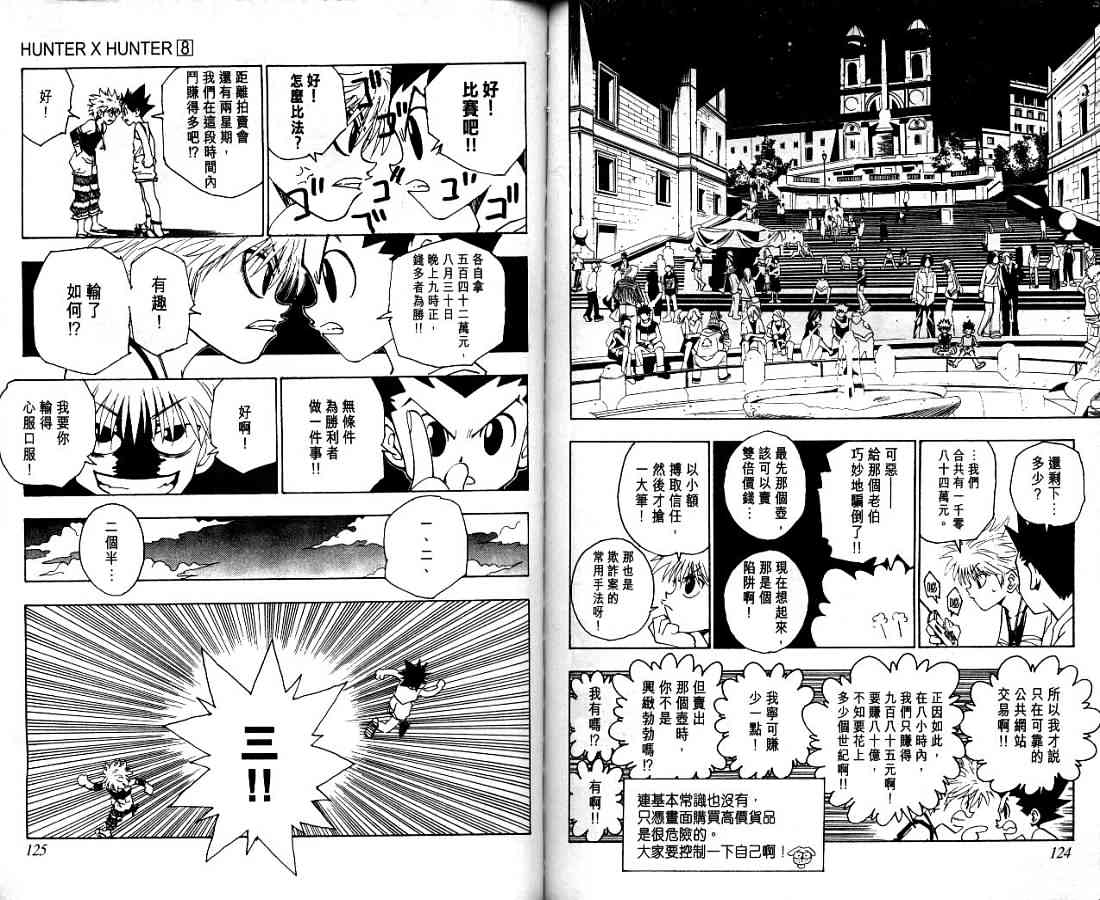 HUNTER X HUNTER 8
還剩下…
多少？
…我們
合共有一千零
八十四萬元。
嗡
嗡
可惡——
給那個老伯
巧妙地騙倒了!!
最先那個壺，
該可以賣
雙倍價錢…
現在想起來，
那是個
陷阱啊！
以小額
搏取信任，
然後才搶
一大筆！
那也是
欺詐案的
常用手法呀！
所以我才說
只在可靠的
公共網站
交易啊!!
正因如此，
在八小時內，
我們只賺得
九百八十五元啊！
要賺八十億，
不知要花上
多少個世紀啊!!
我寧可賺
少一點！
但賣出
那個壺時，
你不是
興緻勃勃嗎!?
我有嗎!?
有啊!!
連基本常識也沒有，
只憑畫面購買高價貨品
是很危險的。
大家要控制一下自己啊！
124
好！
比賽吧!!
好！
怎麼比法？
ゴ
ゴ
ゴ
ゴ
ゴ
ゴ
距離拍賣會
還有兩星期，
我們在這段時間內
鬥賺得多吧!?
好！
各自拿
五百四十二萬元，
八月三十日
晚上九時正，
錢多者為勝!!
有趣！
輸了
如何!?
無條件
為勝利者
做一件事!!
好啊！
我要你
輸得
心服口服！
一、二、
二個半…
三!!
125